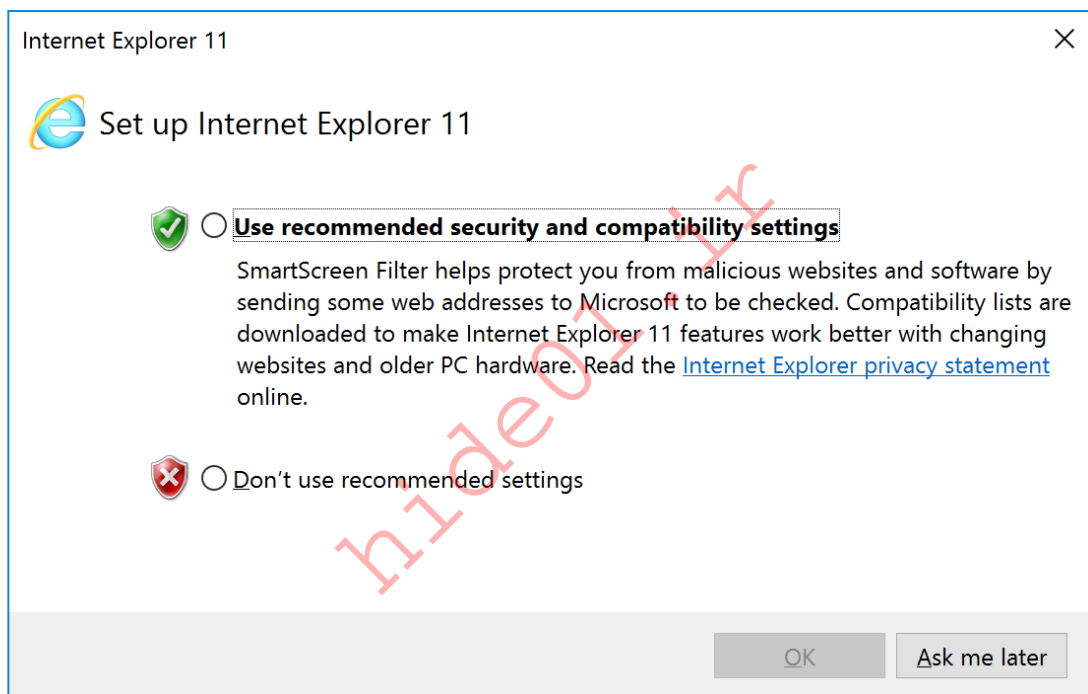 Internet Explorer 11
Set up Internet Explorer 11
Use recommended security and compatibility settings
SmartScreen Filter helps protect you from malicious websites and software by
sending some web addresses to Microsoft to be checked. Compatibility lists are
downloaded to make Internet Explorer 11 features work better with changing
websites and older PC hardware. Read the Internet Explorer privacy statement
online.
Don't use recommended settings
hide01.ir
OK
Ask me later